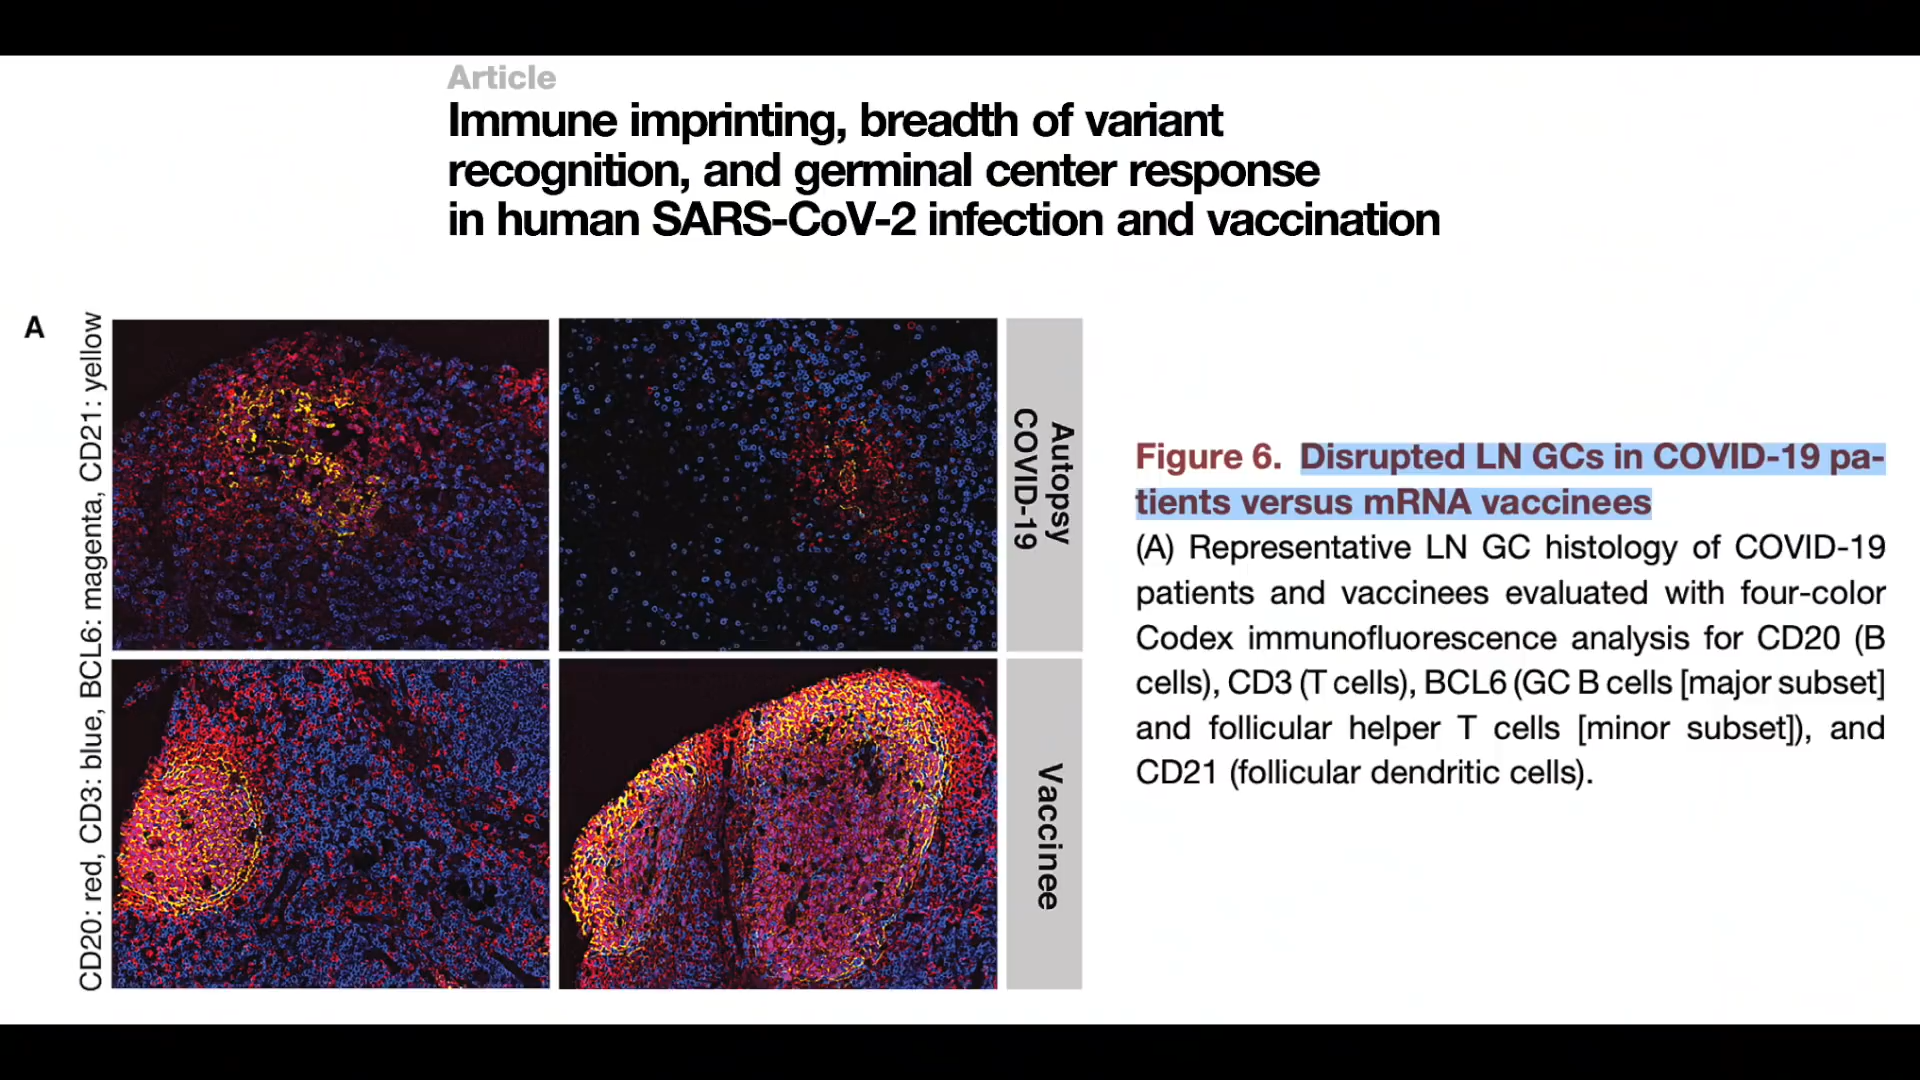 Article
Immune imprinting, breadth of variant
recognition, and germinal center response
in human SARS-CoV-2 infection and vaccination
A
CD20: red, CD3: blue, BCL6: magenta, CD21: yellow
Autopsy
COVID-19
Vaccinee
Figure 6. Disrupted LN GCs in COVID-19 pa-
tients versus mRNA vaccinees
(A) Representative LN GC histology of COVID-19
patients and vaccinees evaluated with four-color
Codex immunofluorescence analysis for CD20 (B
cells), CD3 (T cells), BCL6 (GC B cells [major subset]
and follicular helper T cells [minor subset]), and
CD21 (follicular dendritic cells).